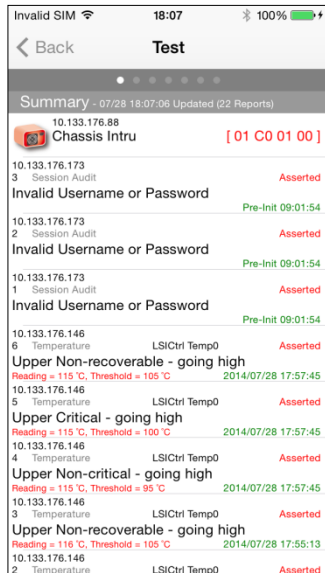 Invalid SIM 18:07 100%
Back Test
Summary - 07/28 18:07:06 Updated (22 Reports)
10.133.176.88
Chassis Intru [ 01 C0 01 00 ]
10.133.176.173
3 Session Audit Asserted
Invalid Username or Password
Pre-Init 09:01:54
10.133.176.173
2 Session Audit Asserted
Invalid Username or Password
Pre-Init 09:01:54
10.133.176.173
1 Session Audit Asserted
Invalid Username or Password
Pre-Init 09:01:54
10.133.176.146
6 Temperature LSICtrl Temp0 Asserted
Upper Non-recoverable - going high
Reading = 115 °C, Threshold = 105 °C 2014/07/28 17:57:45
10.133.176.146
5 Temperature LSICtrl Temp0 Asserted
Upper Critical - going high
Reading = 115 °C, Threshold = 100 °C 2014/07/28 17:57:45
10.133.176.146
4 Temperature LSICtrl Temp0 Asserted
Upper Non-critical - going high
Reading = 115 °C, Threshold = 95 °C 2014/07/28 17:57:45
10.133.176.146
3 Temperature LSICtrl Temp0 Asserted
Upper Non-recoverable - going high
Reading = 116 °C, Threshold = 105 °C 2014/07/28 17:55:13
10.133.176.146
2 Temperature LSICtrl Temp0 Asserted